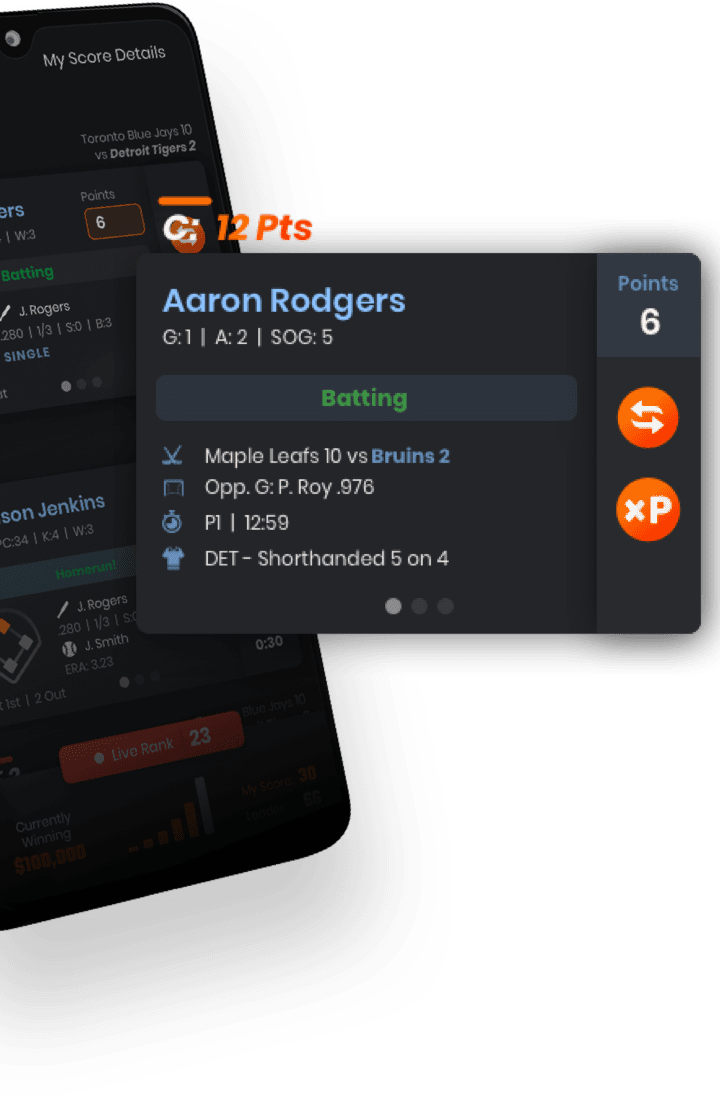 My Score Details
Toronto Blue Jays 10
vs Detroit Tigers 2
Points
6
| W:3
Batting
J. Rogers
.280 | 1/3 | S:0 | B:3
SINGLE
12 Pts
Aaron Rodgers
G: 1 | A: 2 | SOG: 5
Points
6
Batting
Maple Leafs 10 vs Bruins 2
Opp. G: P. Roy .976
P1 | 12:59
DET - Shorthanded 5 on 4
xP
son Jenkins
PC:34 | K:4 | W:3
Homerun!
J. Rogers
.280 | 1/3 | S:0
J. Smith
ERA: 3.23
1st | 2 Out
0:30
Blue Jays 10
Live Rank 23
Currently
Winning
$100,000
My Score: 30
Leader: 66